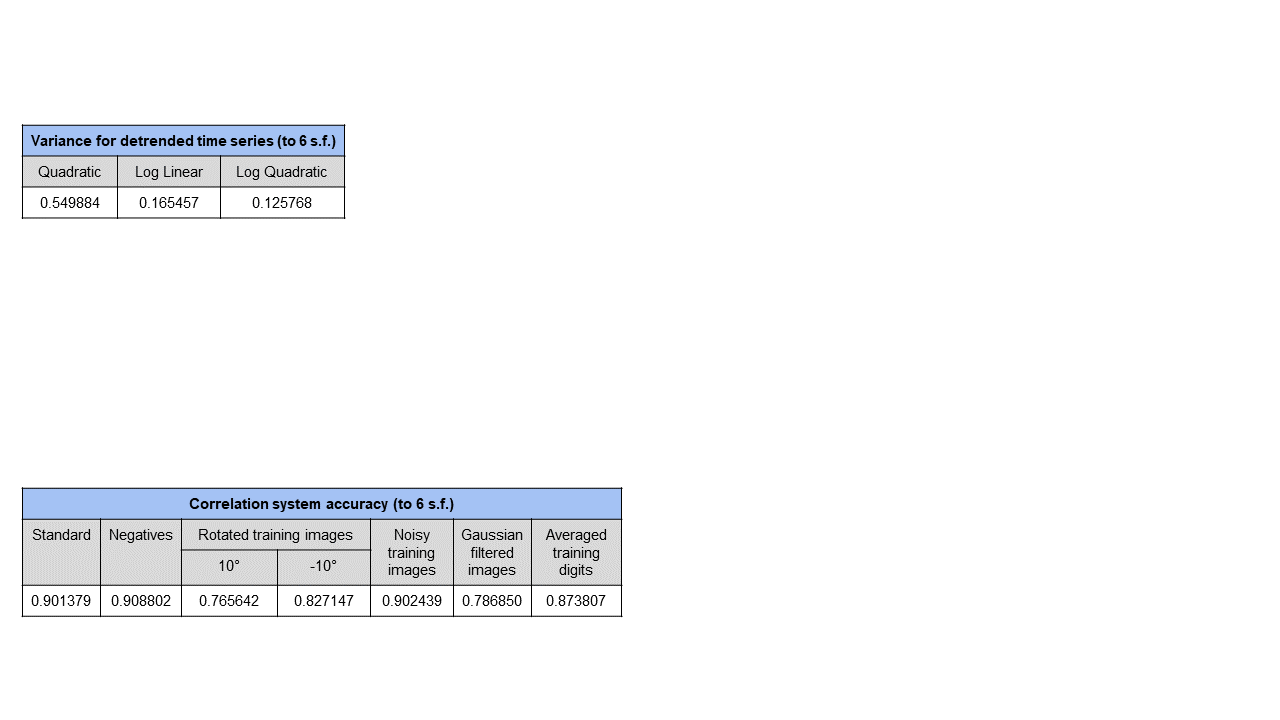 Variance for detrended time series (to 6 s.f.)
Quadratic Log Linear Log Quadratic
0.549884 0.165457 0.125768
Correlation system accuracy (to 6 s.f.)
Standard Negatives Rotated training images Noisy training images Gaussian filtered images Averaged training digits
10° -10°
0.901379 0.908802 0.765642 0.827147 0.902439 0.786850 0.873807